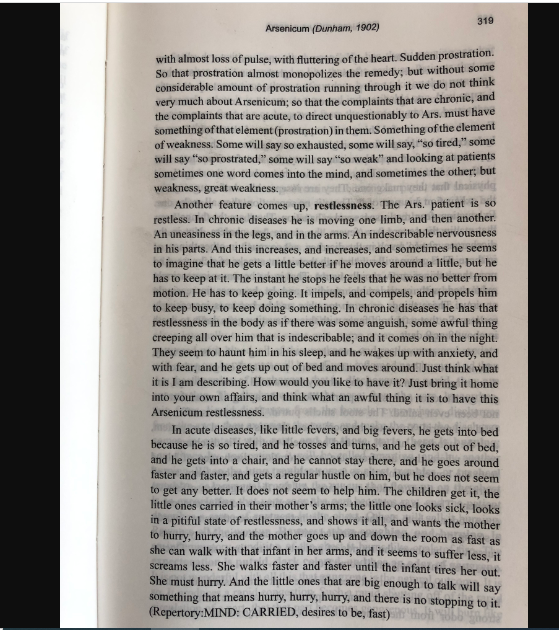 Arsenicum (Dunham, 1902)
319
with almost loss of pulse, with fluttering of the heart. Sudden prostration.
So that prostration almost monopolizes the remedy; but without some
considerable amount of prostration running through it we do not think
very much about Arsenicum; so that the complaints that are chronic, and
the complaints that are acute, to direct unquestionably to Ars. must have
something of that element (prostration) in them. Something of the element
of weakness. Some will say so exhausted, some will say, “so tired,” some
will say “so prostrated,” some will say “so weak” and looking at patients
sometimes one word comes into the mind, and sometimes the other; but
weakness, great weakness.
Another feature comes up, restlessness. The Ars. patient is so
restless. In chronic diseases he is moving one limb, and then another.
An uneasiness in the legs, and in the arms. An indescribable nervousness
in his parts. And this increases, and increases, and sometimes he seems
to imagine that he gets a little better if he moves around a little, but he
has to keep at it. The instant he stops he feels that he was no better from
motion. He has to keep going. It impels, and compels, and propels him
to keep busy, to keep doing something. In chronic diseases he has that
restlessness in the body as if there was some anguish, some awful thing
creeping all over him that is indescribable; and it comes on in the night.
They seem to haunt him in his sleep, and he wakes up with anxiety, and
with fear, and he gets up out of bed and moves around. Just think what
it is I am describing. How would you like to have it? Just bring it home
into your own affairs, and think what an awful thing it is to have this
Arsenicum restlessness.
In acute diseases, like little fevers, and big fevers, he gets into bed
because he is so tired, and he tosses and turns, and he gets out of bed,
and he gets into a chair, and he cannot stay there, and he goes around
faster and faster, and gets a regular hustle on him, but he does not seem
to get any better. It does not seem to help him. The children get it, the
little ones carried in their mother’s arms; the little one looks sick, looks
in a pitiful state of restlessness, and shows it all, and wants the mother
to hurry, hurry, and the mother goes up and down the room as fast as
she can walk with that infant in her arms, and it seems to suffer less, it
screams less. She walks faster and faster until the infant tires her out.
She must hurry. And the little ones that are big enough to talk will say
something that means hurry, hurry, hurry, and there is no stopping to it.
(Repertory:MIND: CARRIED, desires to be, fast)